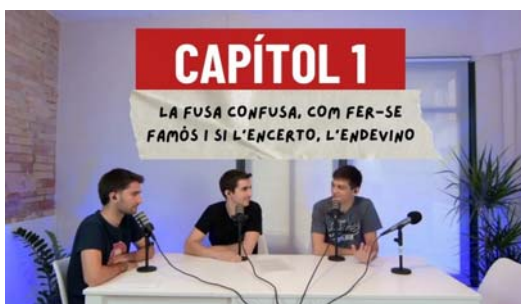 CAPÍTOL 1
LA FUSA CONFUSA, COM FER-SE
FAMÓS I SI L'ENCERTO, L'ENDEVINO